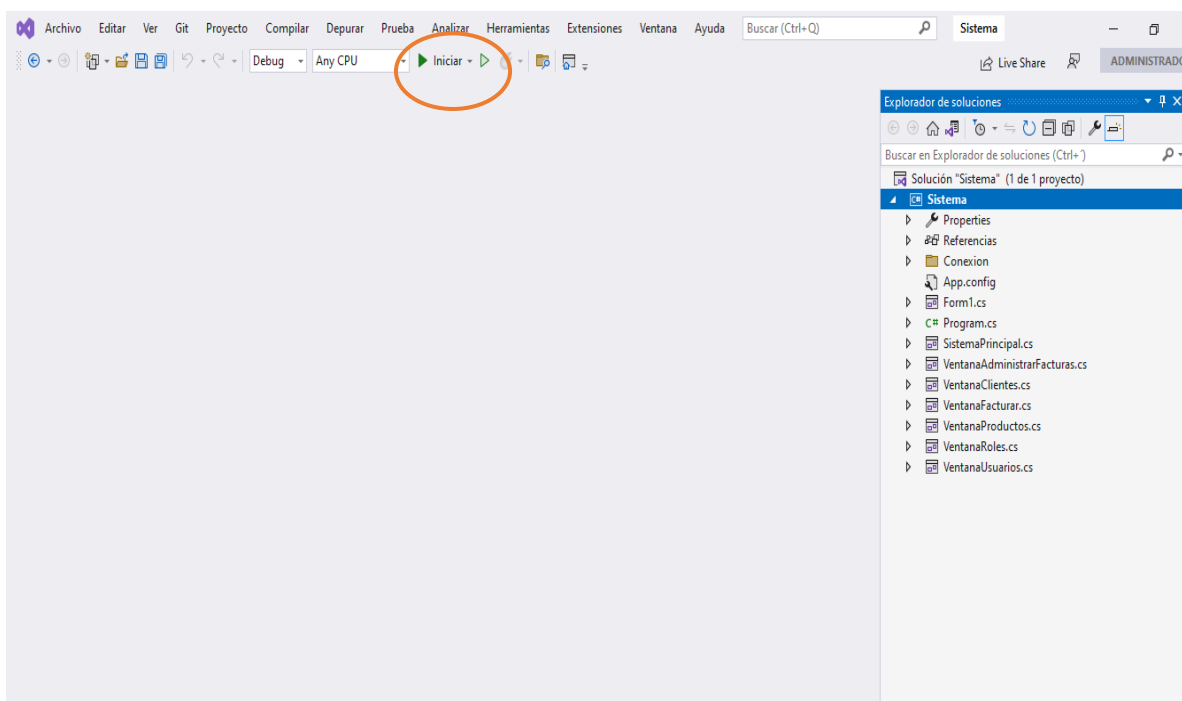 Archivo Editar Ver Git Proyecto Compilar Depurar Prueba Analizar Herramientas Extensiones Ventana Ayuda Buscar (Ctrl+Q) Sistema
Debug Any CPU Iniciar Live Share ADMINISTRADO
Explorador de soluciones
Buscar en Explorador de soluciones (Ctrl+´)
Solución "Sistema" (1 de 1 proyecto)
C# Sistema
Properties
Referencias
Conexion
App.config
Form1.cs
C# Program.cs
SistemaPrincipal.cs
VentanaAdministrarFacturas.cs
VentanaClientes.cs
VentanaFacturar.cs
VentanaProductos.cs
VentanaRoles.cs
VentanaUsuarios.cs